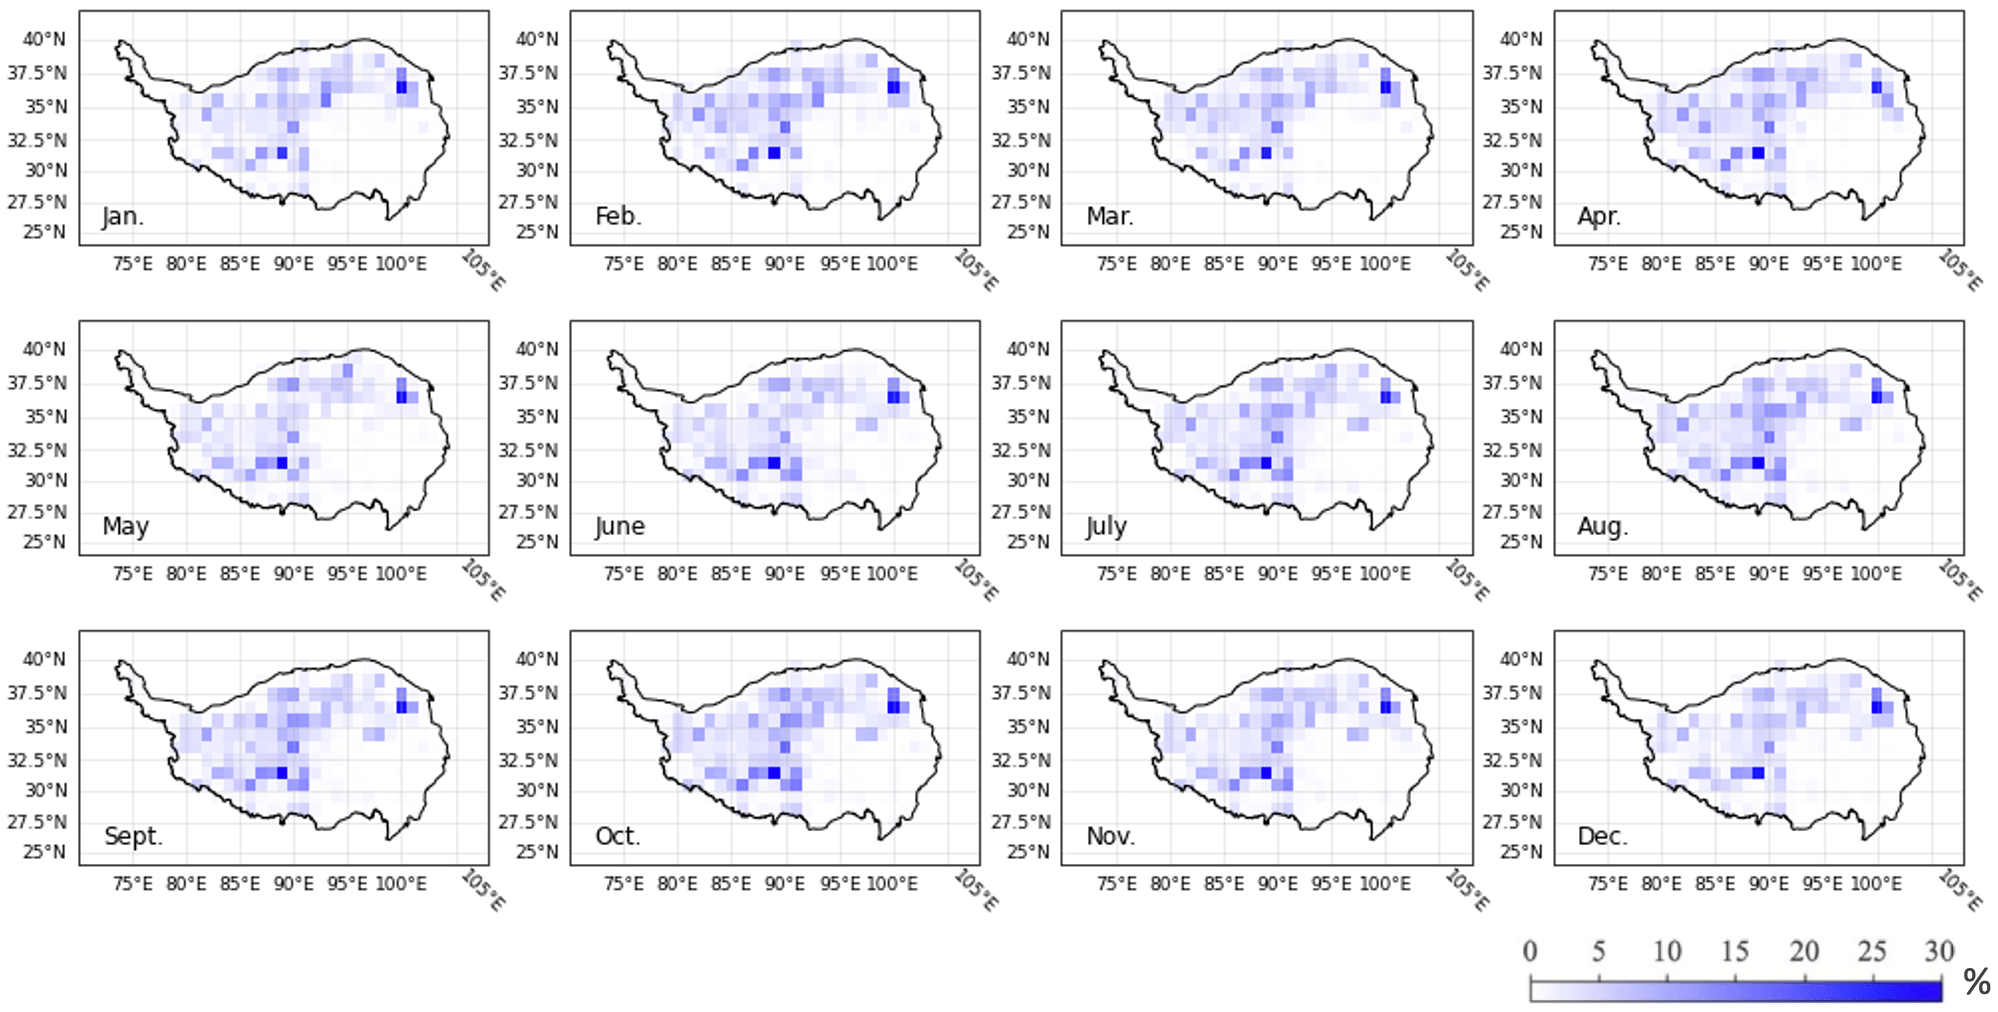 40°N 40°N 40°N 40°N
37.5°N 37.5°N 37.5°N 37.5°N
35°N 35°N 35°N 35°N
32.5°N 32.5°N 32.5°N 32.5°N
30°N 30°N 30°N 30°N
27.5°N 27.5°N 27.5°N 27.5°N
Jan. Feb. Mar. Apr.
25°N 25°N 25°N 25°N
75°E 80°E 85°E 90°E 95°E 100°E 105°E 75°E 80°E 85°E 90°E 95°E 100°E 105°E 75°E 80°E 85°E 90°E 95°E 100°E 105°E 75°E 80°E 85°E 90°E 95°E 100°E 105°E
40°N 40°N 40°N 40°N
37.5°N 37.5°N 37.5°N 37.5°N
35°N 35°N 35°N 35°N
32.5°N 32.5°N 32.5°N 32.5°N
30°N 30°N 30°N 30°N
27.5°N 27.5°N 27.5°N 27.5°N
May June July Aug.
25°N 25°N 25°N 25°N
75°E 80°E 85°E 90°E 95°E 100°E 105°E 75°E 80°E 85°E 90°E 95°E 100°E 105°E 75°E 80°E 85°E 90°E 95°E 100°E 105°E 75°E 80°E 85°E 90°E 95°E 100°E 105°E
40°N 40°N 40°N 40°N
37.5°N 37.5°N 37.5°N 37.5°N
35°N 35°N 35°N 35°N
32.5°N 32.5°N 32.5°N 32.5°N
30°N 30°N 30°N 30°N
27.5°N 27.5°N 27.5°N 27.5°N
Sept. Oct. Nov. Dec.
25°N 25°N 25°N 25°N
75°E 80°E 85°E 90°E 95°E 100°E 105°E 75°E 80°E 85°E 90°E 95°E 100°E 105°E 75°E 80°E 85°E 90°E 95°E 100°E 105°E 75°E 80°E 85°E 90°E 95°E 100°E 105°E
0 5 10 15 20 25 30
%